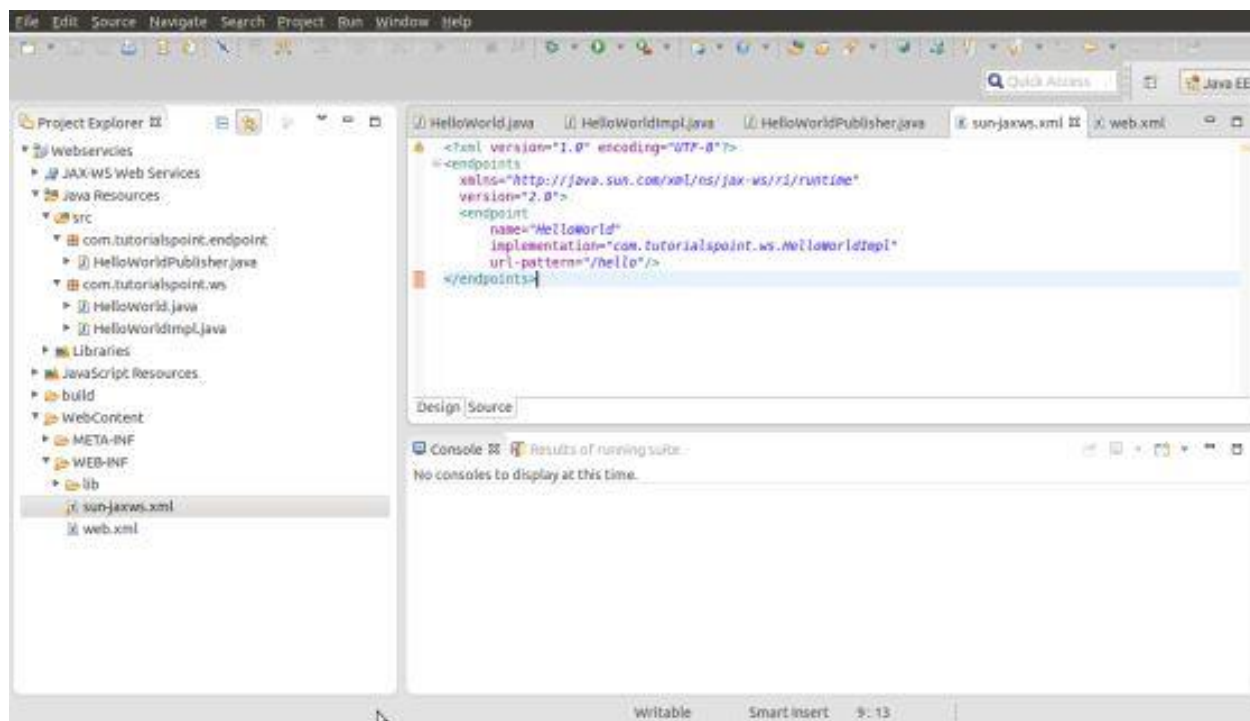 File Edit Source Navigate Search Project Run Window Help
Quick Access
Java EE
Project Explorer
Webservcies
JAX-WS Web Services
Java Resources
src
com.tutorialspoint.endpoint
HelloWorldPublisher.java
com.tutorialspoint.ws
HelloWorld.java
HelloWorldImpl.java
Libraries
JavaScript Resources
build
WebContent
META-INF
WEB-INF
lib
sun-jaxws.xml
web.xml
HelloWorld.java HelloWorldImpl.java HelloWorldPublisher.java sun-jaxws.xml web.xml
<?xml version="1.0" encoding="UTF-8"?>
<endpoints
xmlns="http://java.sun.com/xml/ns/jax-ws/ri/runtime"
version="2.0">
<endpoint
name="HelloWorld"
implementation="com.tutorialspoint.ws.HelloWorldImpl"
url-pattern="/hello"/>
</endpoints>
Design Source
Console Results of running suite
No consoles to display at this time.
Writable Smart Insert 9:13